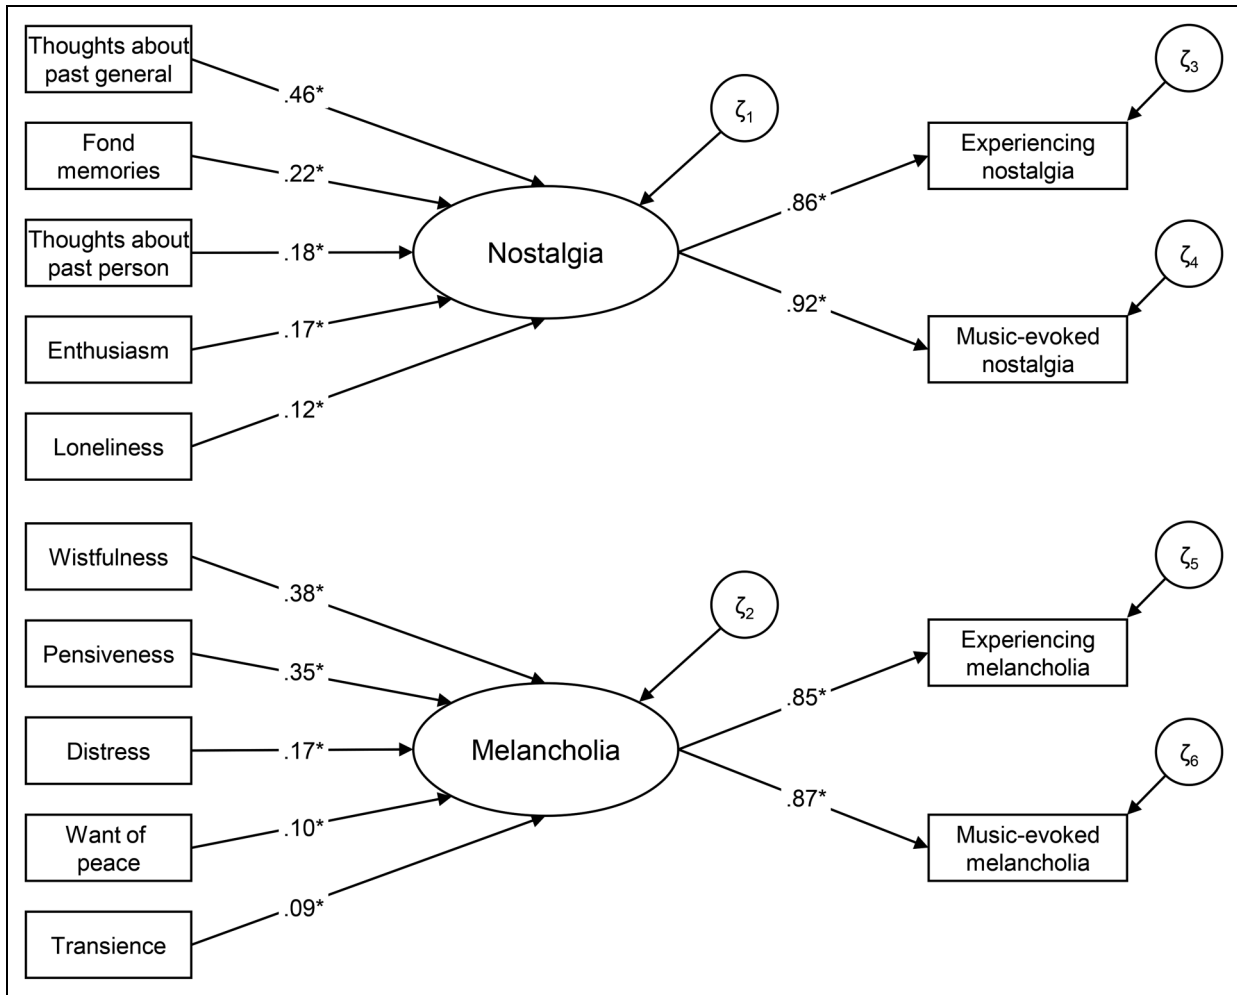 Thoughts about
past general
.46*
Fond
memories
.22*
Thoughts about
past person
.18*
Enthusiasm
.17*
Loneliness
.12*
Nostalgia
ζ1
.86*
.92*
Experiencing
nostalgia
ζ3
Music-evoked
nostalgia
ζ4
Wistfulness
.38*
Pensiveness
.35*
Distress
.17*
Want of
peace
.10*
Transience
.09*
Melancholia
ζ2
.85*
.87*
Experiencing
melancholia
ζ5
Music-evoked
melancholia
ζ6